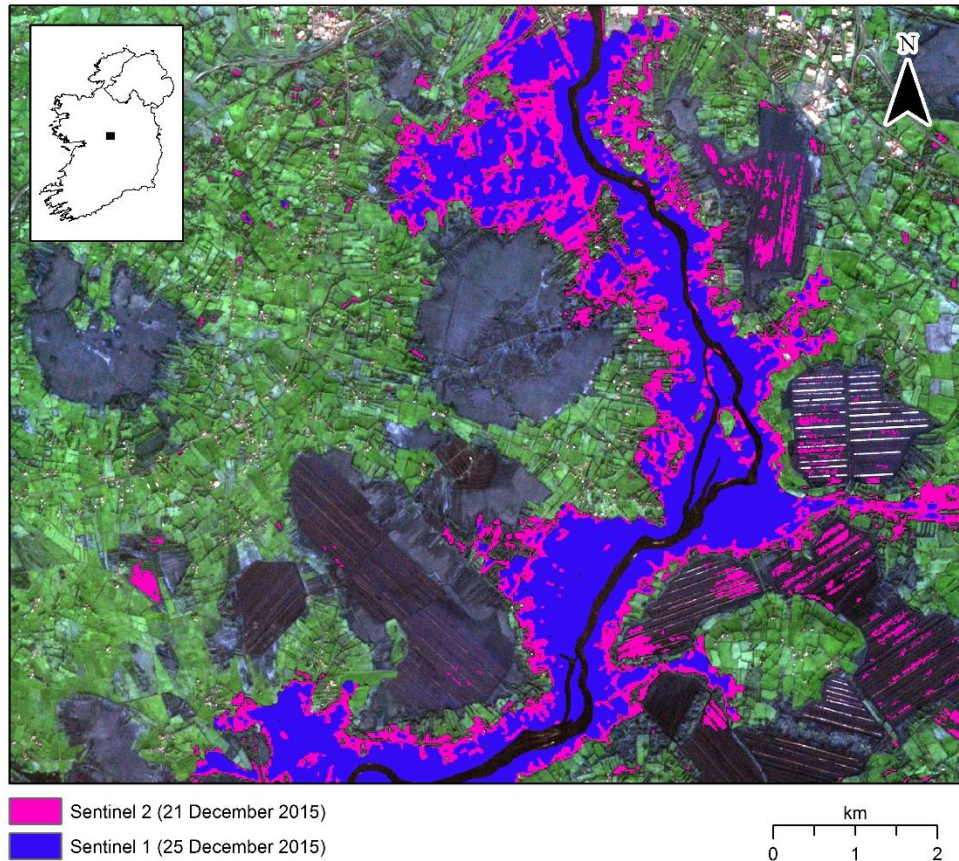 N
Sentinel 2 (21 December 2015)
Sentinel 1 (25 December 2015)
km
0 1 2